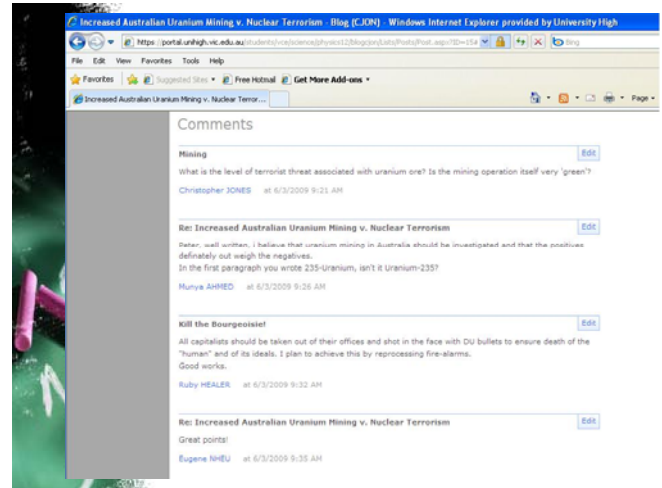 Increased Australian Uranium Mining v. Nuclear Terrorism - Blog (CJON) - Windows Internet Explorer provided by University High
https://portal.unihigh.vic.edu.au/students/vce/science/physics12/blogcjon/Lists/Posts/Post.aspx?ID=154
Bing
File Edit View Favorites Tools Help
Favorites Suggested Sites Free Hotmail Get More Add-ons
Increased Australian Uranium Mining v. Nuclear Terror... Page
Comments
Mining Edit
What is the level of terrorist threat associated with uranium ore? Is the mining operation itself very 'green'?
Christopher JONES at 6/3/2009 9:21 AM
Re: Increased Australian Uranium Mining v. Nuclear Terrorism Edit
Peter, well written, i believe that uranium mining in Australia should be investigated and that the positives
definately out weigh the negatives.
In the first paragraph you wrote 235-Uranium, isn't it Uranium-235?
Munya AHMED at 6/3/2009 9:26 AM
Kill the Bourgeoisie! Edit
All capitalists should be taken out of their offices and shot in the face with DU bullets to ensure death of the
"human" and of its ideals. I plan to achieve this by reprocessing fire-alarms.
Good works.
Ruby HEALER at 6/3/2009 9:32 AM
Re: Increased Australian Uranium Mining v. Nuclear Terrorism Edit
Great points!
Eugene NHEU at 6/3/2009 9:35 AM